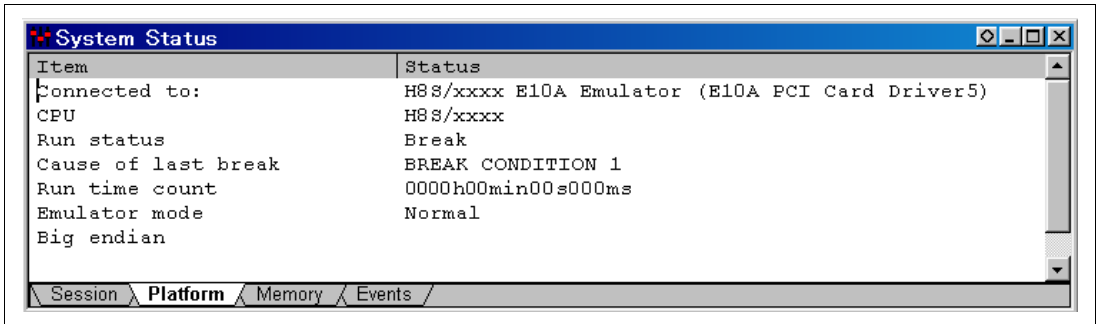 System Status
Item Status
Connected to: H8S/xxxx E10A Emulator (E10A PCI Card Driver5)
CPU H8S/xxxx
Run status Break
Cause of last break BREAK CONDITION 1
Run time count 0000h00min00s000ms
Emulator mode Normal
Big endian
Session Platform Memory Events